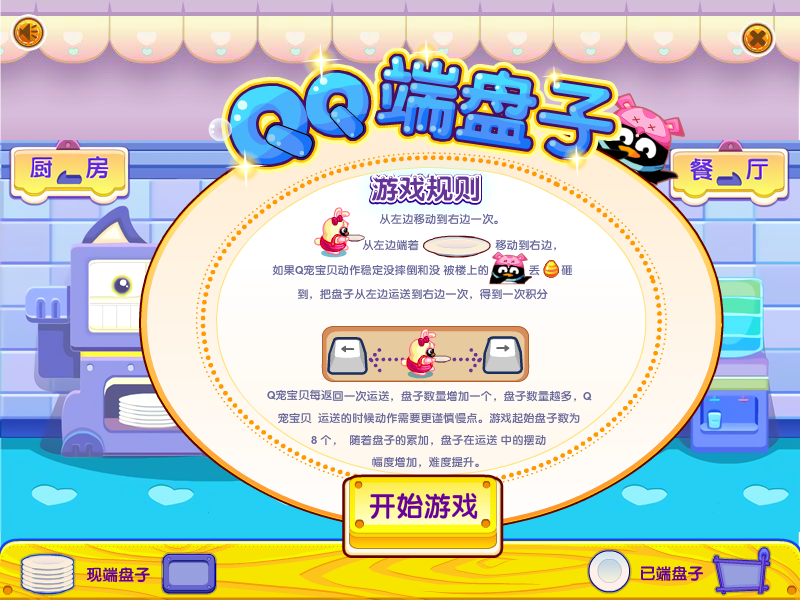 QQ端盘子
厨房
餐厅
游戏规则
从左边移动到右边一次。
从左边端着 移动到右边，
如果Q宠宝贝动作稳定没摔倒和没 被楼上的 丢 砸
到，把盘子从左边运送到右边一次，得到一次积分
Q宠宝贝每返回一次运送，盘子数量增加一个，盘子数量越多，Q
宠宝贝 运送的时候动作需要更谨慎慢点。游戏起始盘子数为
8 个， 随着盘子的累加，盘子在运送 中的摆动
幅度增加，难度提升。
开始游戏
现端盘子
已端盘子